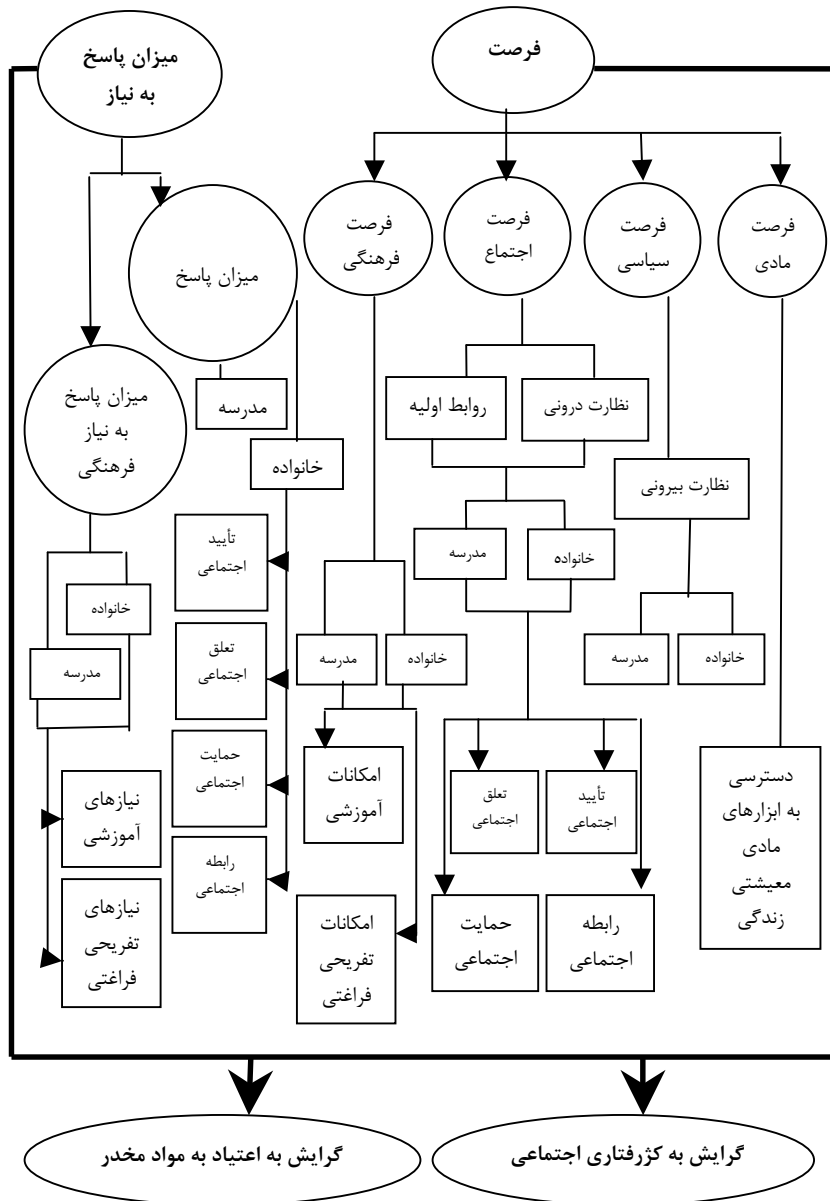 فرصت
میزان پاسخ
به نیاز
فرصت
مادی
فرصت
سیاسی
فرصت
اجتماع
فرصت
فرهنگی
میزان پاسخ
میزان پاسخ
به نیاز
فرهنگی
نظارت درونی
روابط اولیه
مدرسه
خانواده
نظارت بیرونی
خانواده
مدرسه
خانواده
مدرسه
خانواده
مدرسه
خانواده
مدرسه
تأیید
اجتماعی
تعلق
اجتماعی
حمایت
اجتماعی
رابطه
اجتماعی
دسترسی
به ابزارهای
مادی
معیشتی
زندگی
تأیید
اجتماعی
تعلق
اجتماعی
رابطه
اجتماعی
حمایت
اجتماعی
امکانات
آموزشی
امکانات
تفریحی
فراغتی
نیازهای
آموزشی
نیازهای
تفریحی
فراغتی
گرایش به کژرفتاری اجتماعی
گرایش به اعتیاد به مواد مخدر